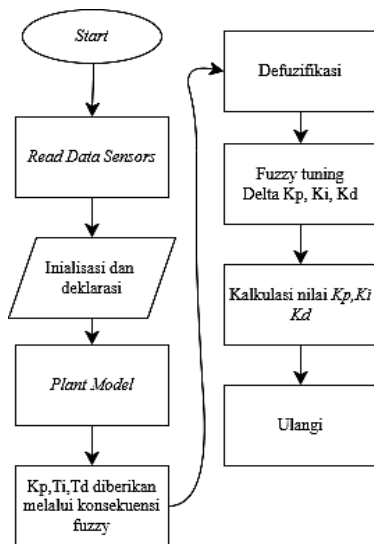 Start
Read Data Sensors
Inialisasi dan
deklarasi
Plant Model
Kp,Ti,Td diberikan
melalui konsekuensi
fuzzy
Defuzifikasi
Fuzzy tuning
Delta Kp, Ki, Kd
Kalkulasi nilai Kp,Ki
Kd
Ulangi